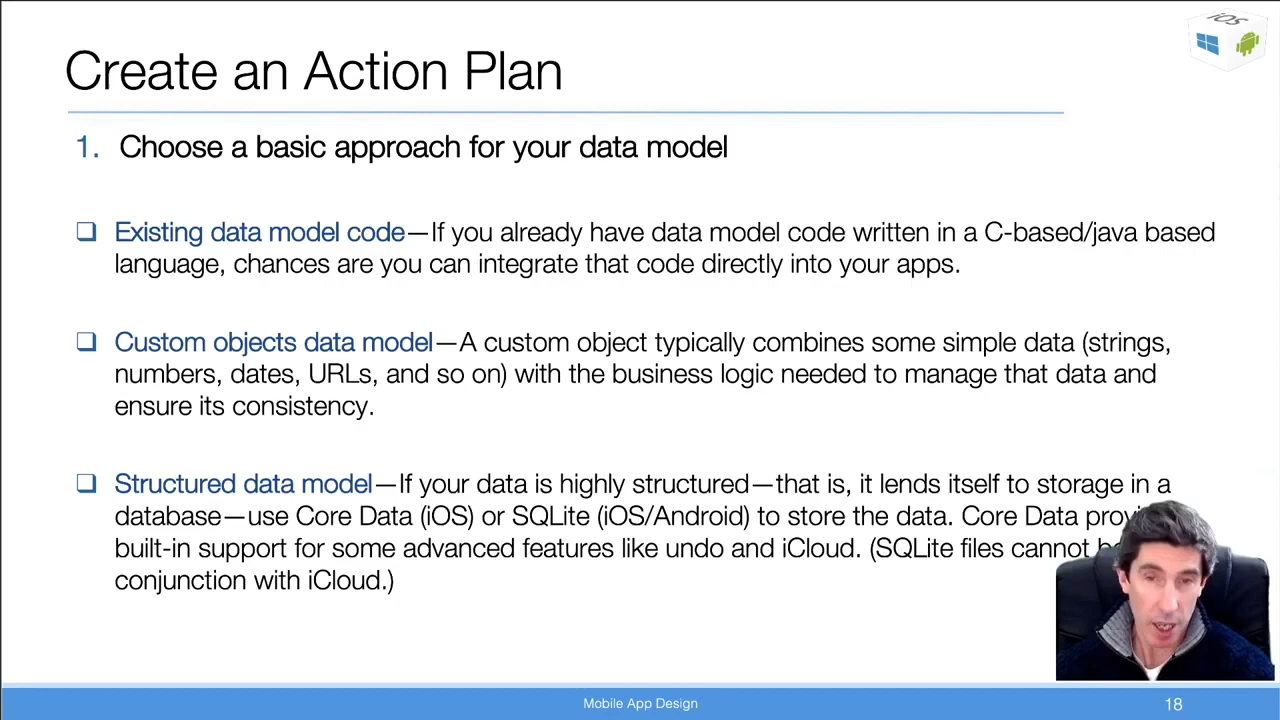 iOS
Create an Action Plan
1. Choose a basic approach for your data model
❑ Existing data model code—If you already have data model code written in a C-based/java based
language, chances are you can integrate that code directly into your apps.
❑ Custom objects data model—A custom object typically combines some simple data (strings,
numbers, dates, URLs, and so on) with the business logic needed to manage that data and
ensure its consistency.
❑ Structured data model—If your data is highly structured—that is, it lends itself to storage in a
database—use Core Data (iOS) or SQLite (iOS/Android) to store the data. Core Data
built-in support for some advanced features like undo and iCloud. (SQLite files cannot
conjunction with iCloud.)
Mobile App Design
18